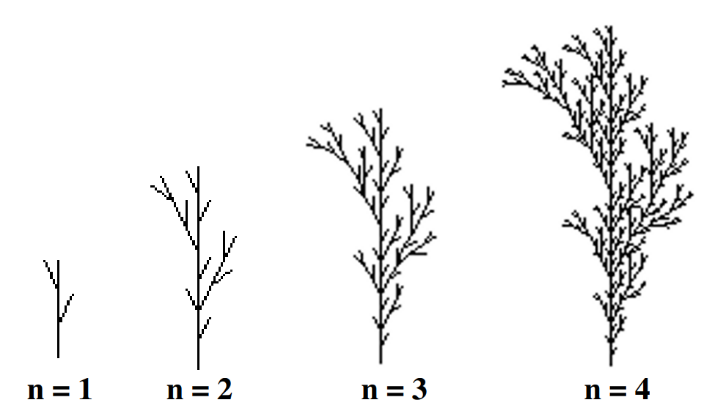 n = 1 n = 2 n = 3 n = 4